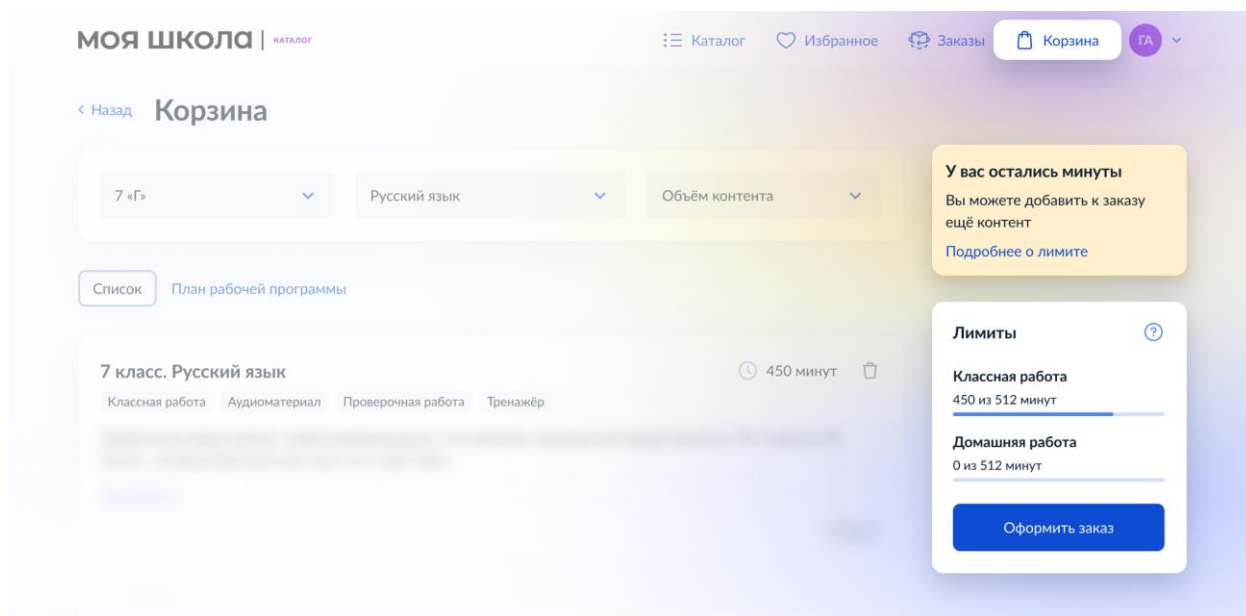 МОЯ ШКОЛА | КАТАЛОГ
Каталог
Избранное
Заказы
Корзина
ГА
Назад
Корзина
7 «Г»
Русский язык
Объём контента
Список
План рабочей программы
7 класс. Русский язык
450 минут
Классная работа
Аудиоматериал
Проверочная работа
Тренажёр
У вас остались минуты
Вы можете добавить к заказу
ещё контент
Подробнее о лимите
Лимиты
?
Классная работа
450 из 512 минут
Домашняя работа
0 из 512 минут
Оформить заказ